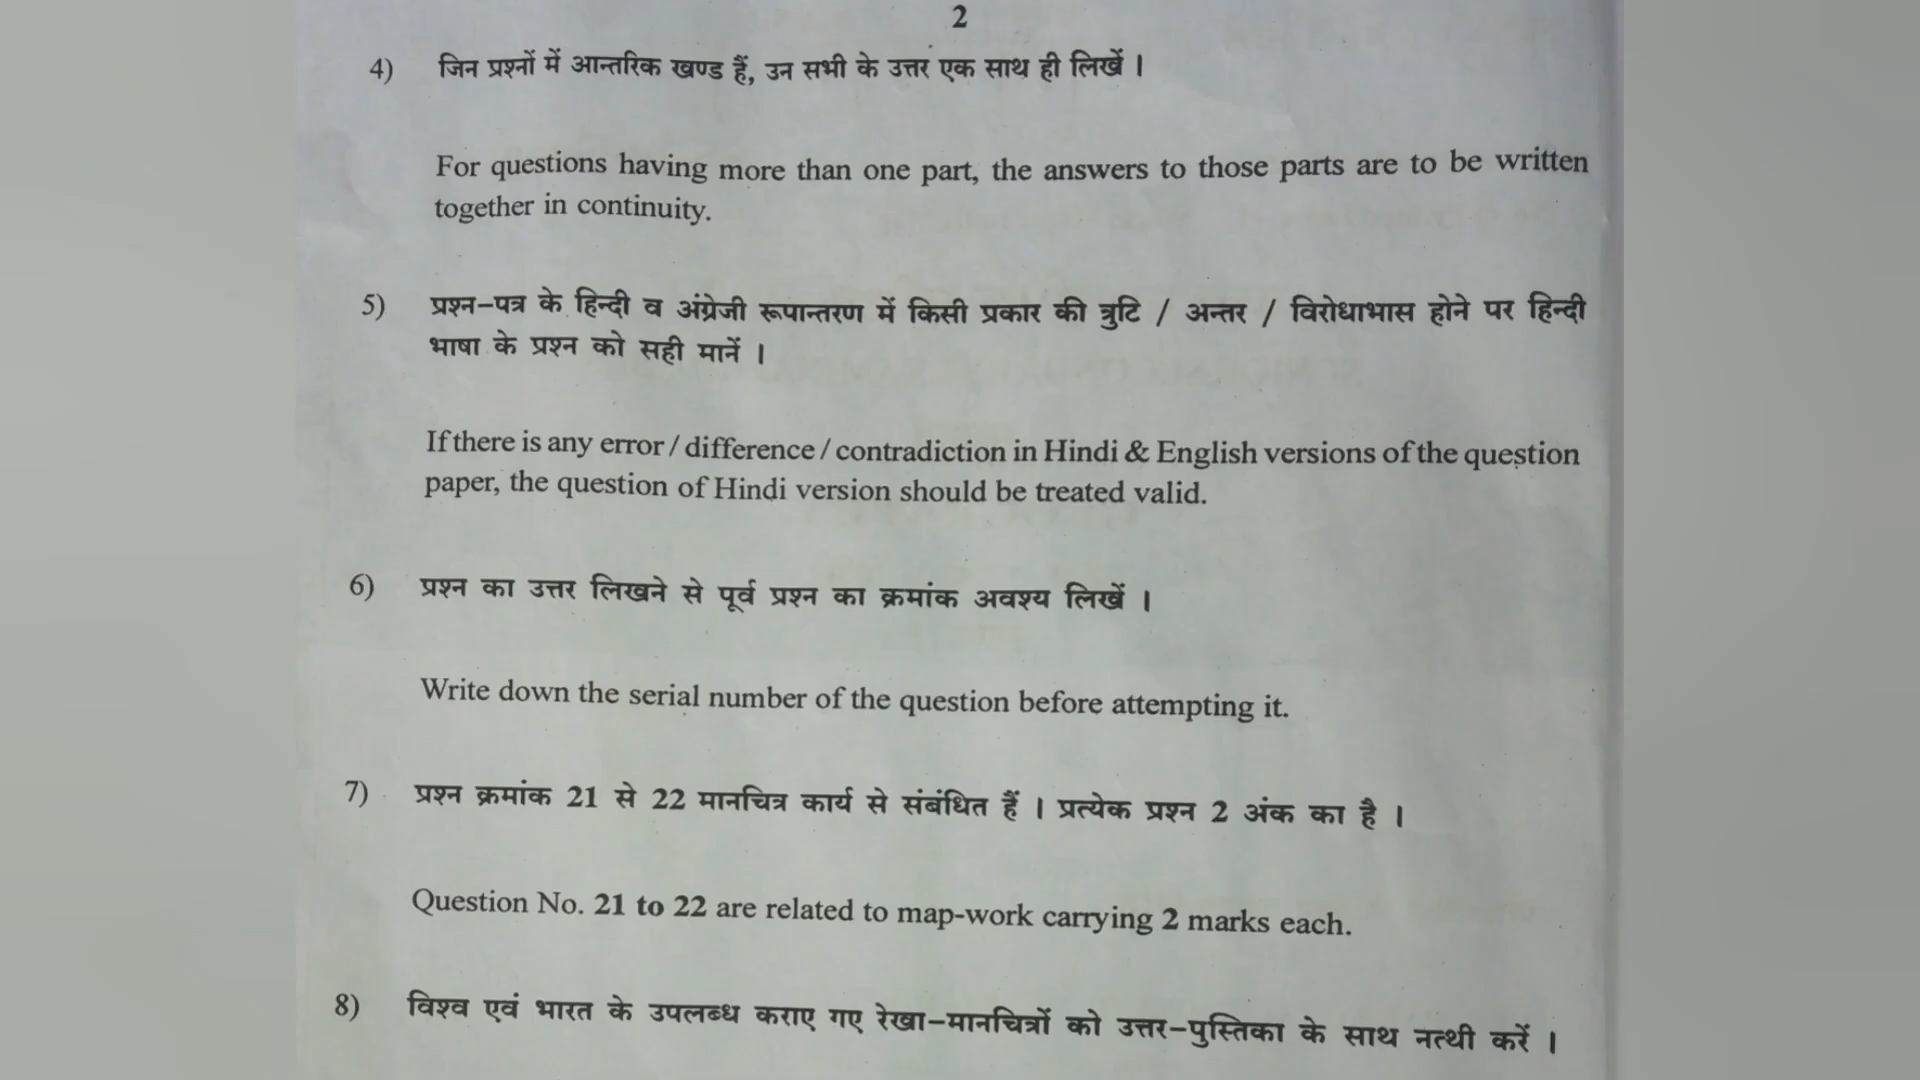 2
4) जिन प्रश्नों में आन्तरिक खण्ड हैं, उन सभी के उत्तर एक साथ ही लिखें ।
For questions having more than one part, the answers to those parts are to be written
together in continuity.
5) प्रश्न-पत्र के हिन्दी व अंग्रेजी रूपान्तरण में किसी प्रकार की त्रुटि / अन्तर / विरोधाभास होने पर हिन्दी
भाषा के प्रश्न को सही मानें ।
If there is any error / difference / contradiction in Hindi & English versions of the question
paper, the question of Hindi version should be treated valid.
6) प्रश्न का उत्तर लिखने से पूर्व प्रश्न का क्रमांक अवश्य लिखें ।
Write down the serial number of the question before attempting it.
7) प्रश्न क्रमांक 21 से 22 मानचित्र कार्य से संबंधित हैं । प्रत्येक प्रश्न 2 अंक का है ।
Question No. 21 to 22 are related to map-work carrying 2 marks each.
8) विश्व एवं भारत के उपलब्ध कराए गए रेखा-मानचित्रों को उत्तर-पुस्तिका के साथ नत्थी करें ।